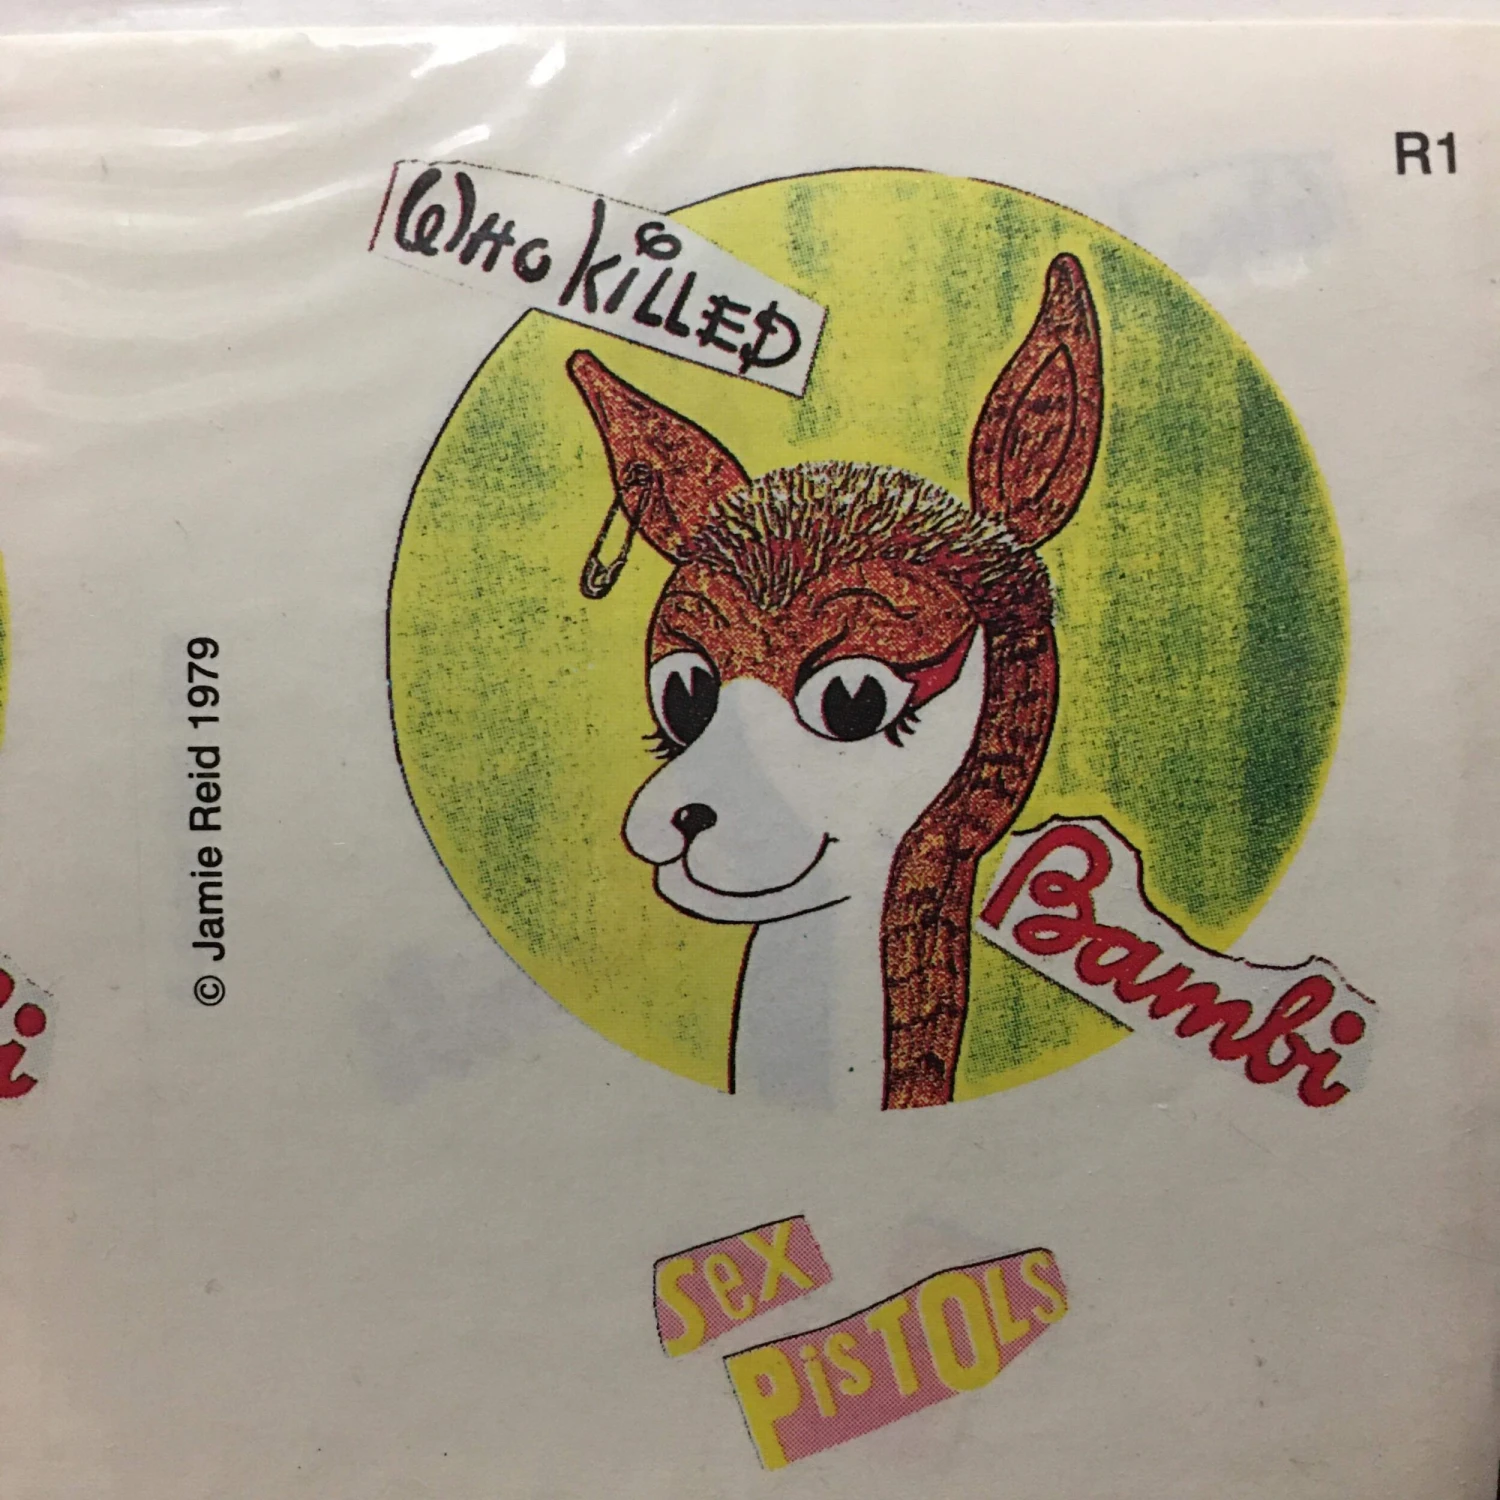 R1
WHO KiLLED
Bambi
© Jamie Reid 1979
SeX
PiSTOLS
i